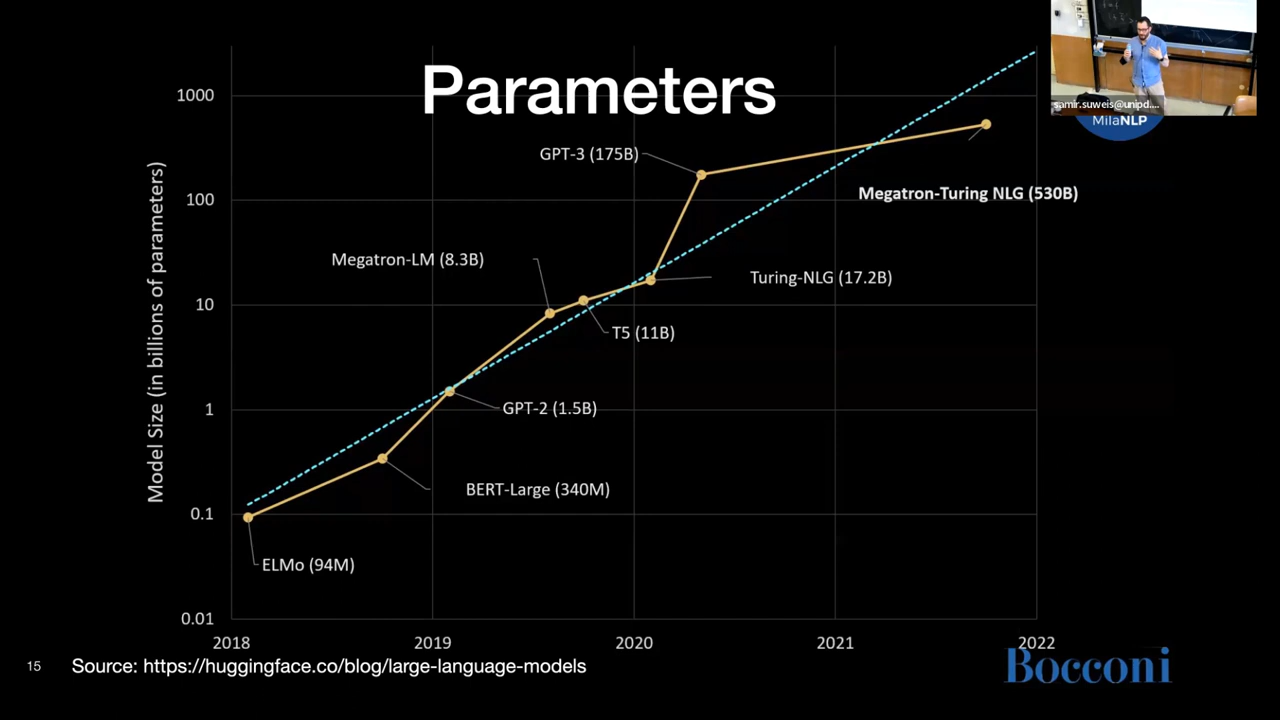 Parameters
samir.suweis@unipd....
MilaNLP
Model Size (in billions of parameters)
1000
100
10
1
0.1
0.01
GPT-3 (175B)
Megatron-Turing NLG (530B)
Megatron-LM (8.3B)
Turing-NLG (17.2B)
T5 (11B)
GPT-2 (1.5B)
BERT-Large (340M)
ELMo (94M)
2018 2019 2020 2021 2022
15 Source: https://huggingface.co/blog/large-language-models
Bocconi